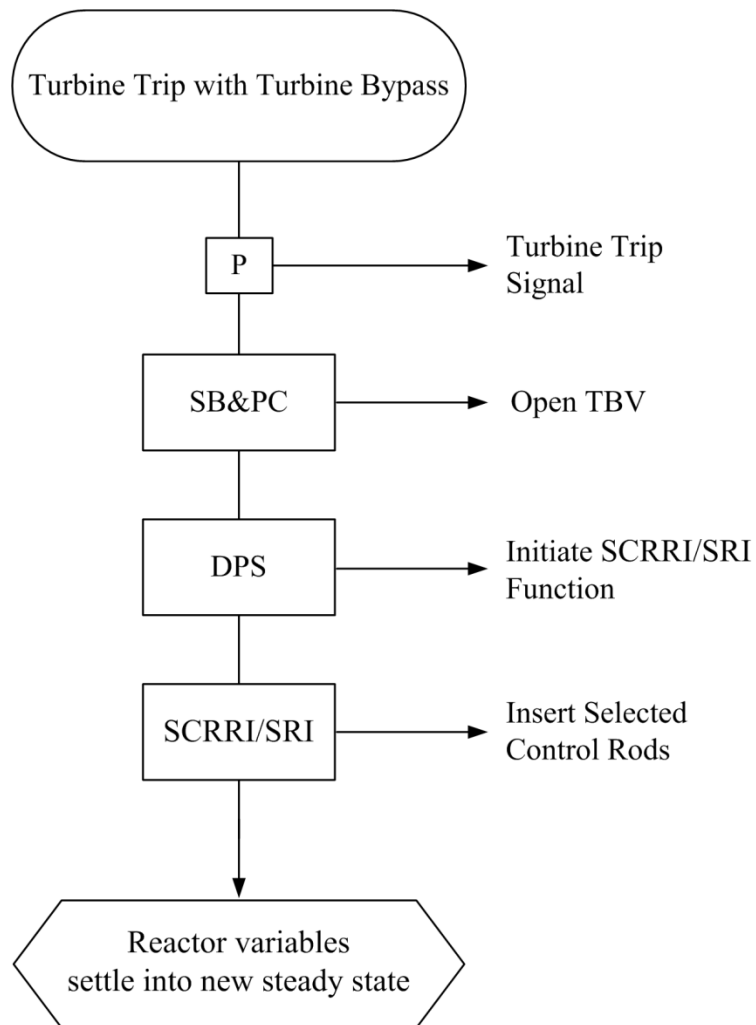 Turbine Trip with Turbine Bypass
P
Turbine Trip
Signal
SB&PC
Open TBV
DPS
Initiate SCRRI/SRI
Function
SCRRI/SRI
Insert Selected
Control Rods
Reactor variables
settle into new steady state